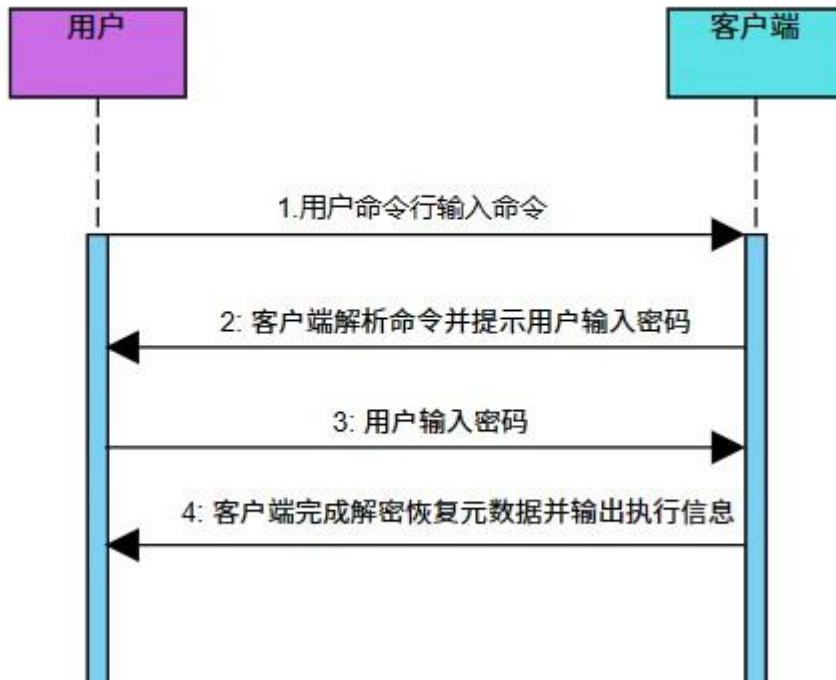 用户
客户端
1.用户命令行输入命令
2: 客户端解析命令并提示用户输入密码
3: 用户输入密码
4: 客户端完成解密恢复元数据并输出执行信息